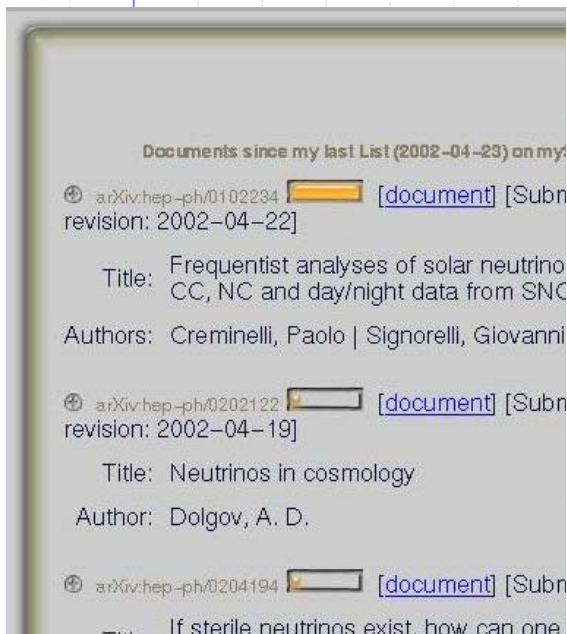 Documents since my last List (2002-04-23) on my
arXiv:hep-ph/0102234 [document] [Subm
revision: 2002-04-22]
Title: Frequentist analyses of solar neutrino
CC, NC and day/night data from SNO
Authors: Creminelli, Paolo | Signorelli, Giovanni
arXiv:hep-ph/0202122 [document] [Subm
revision: 2002-04-19]
Title: Neutrinos in cosmology
Author: Dolgov, A. D.
arXiv:hep-ph/0204194 [document] [Subm
If sterile neutrinos exist, how can one